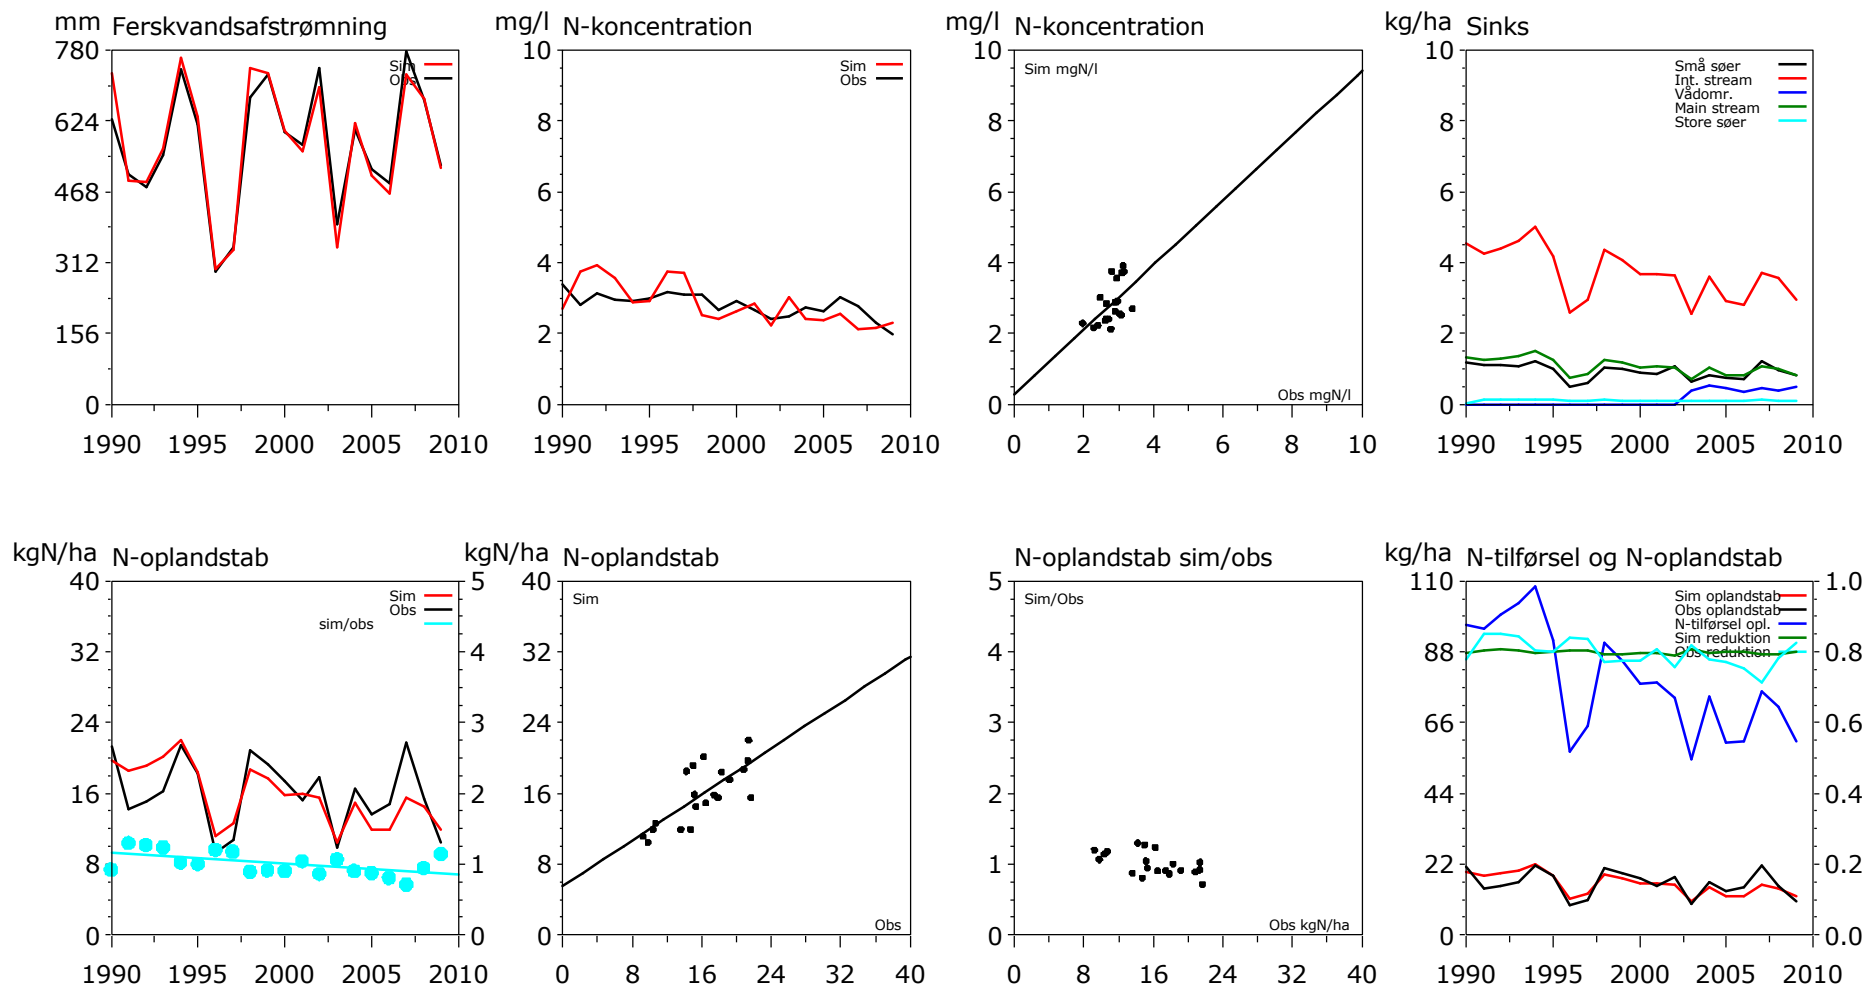 mm Ferskvandsafstrømning
780
624
468
312
156
0
1990 1995 2000 2005 2010
Sim
Obs
mg/l N-koncentration
10
8
6
4
2
0
1990 1995 2000 2005 2010
Sim
Obs
mg/l N-koncentration
10
8
6
4
2
0
0 2 4 6 8 10
Sim mgN/l
Obs mgN/l
kg/ha Sinks
10
8
6
4
2
0
1990 1995 2000 2005 2010
Små søer
Int. stream
Vådomr.
Main stream
Store søer
kgN/ha N-oplandstab
40
32
24
16
8
0
5
4
3
2
1
0
1990 1995 2000 2005 2010
Sim
Obs
sim/obs
kgN/ha N-oplandstab
40
32
24
16
8
0
0 8 16 24 32 40
Sim
Obs
N-oplandstab sim/obs
5
4
3
2
1
0
0 8 16 24 32 40
Sim/Obs
Obs kgN/ha
kg/ha N-tilførsel og N-oplandstab
110
88
66
44
22
0
1.0
0.8
0.6
0.4
0.2
0.0
1990 1995 2000 2005 2010
Sim oplandstab
Obs oplandstab
N-tilførsel opl.
Sim reduktion
Obs reduktion